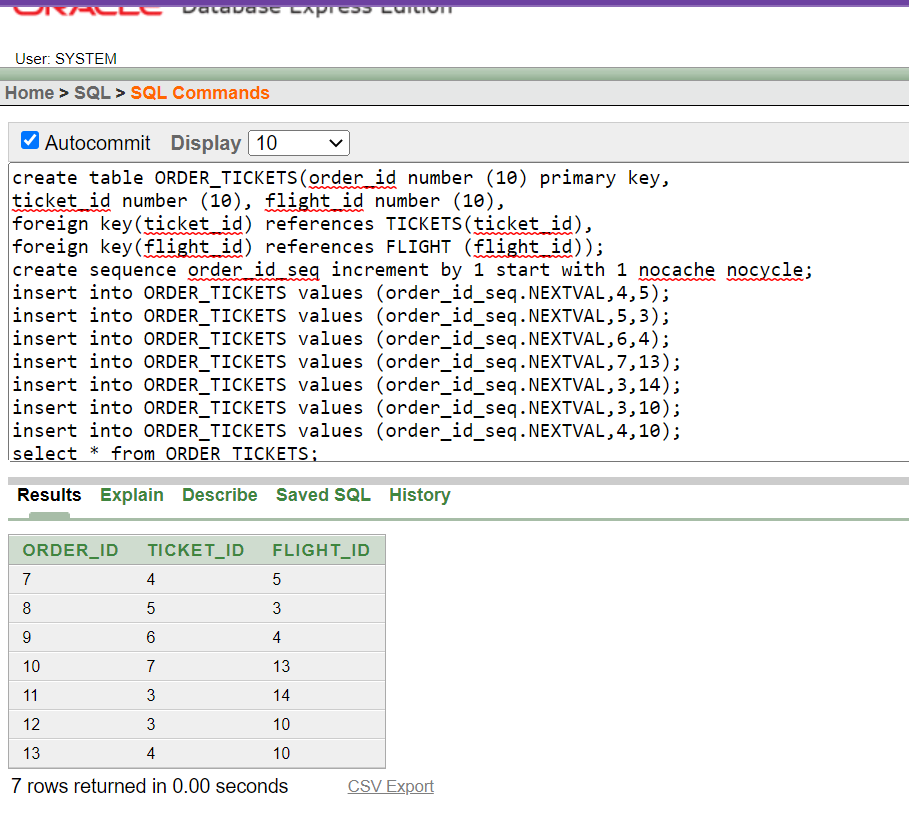 ORACLE Database Express Edition
User: SYSTEM
Home > SQL > SQL Commands
Autocommit Display 10
create table ORDER_TICKETS(order_id number (10) primary key,
ticket_id number (10), flight_id number (10),
foreign key(ticket_id) references TICKETS(ticket_id),
foreign key(flight_id) references FLIGHT (flight_id));
create sequence order_id_seq increment by 1 start with 1 nocache nocycle;
insert into ORDER_TICKETS values (order_id_seq.NEXTVAL,4,5);
insert into ORDER_TICKETS values (order_id_seq.NEXTVAL,5,3);
insert into ORDER_TICKETS values (order_id_seq.NEXTVAL,6,4);
insert into ORDER_TICKETS values (order_id_seq.NEXTVAL,7,13);
insert into ORDER_TICKETS values (order_id_seq.NEXTVAL,3,14);
insert into ORDER_TICKETS values (order_id_seq.NEXTVAL,3,10);
insert into ORDER_TICKETS values (order_id_seq.NEXTVAL,4,10);
select * from ORDER_TICKETS;
Results Explain Describe Saved SQL History
ORDER_ID TICKET_ID FLIGHT_ID
7 4 5
8 5 3
9 6 4
10 7 13
11 3 14
12 3 10
13 4 10
7 rows returned in 0.00 seconds CSV Export